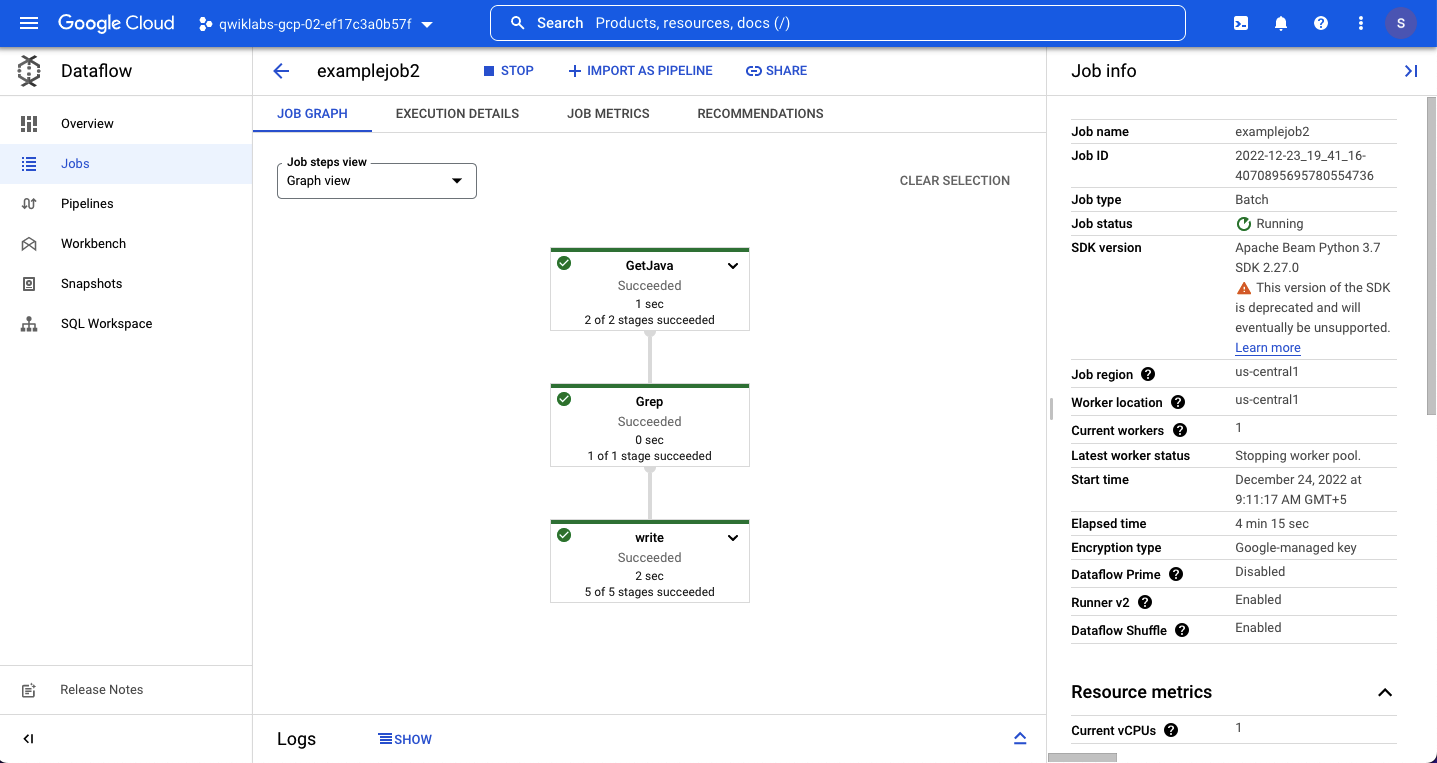 Google Cloud
qwiklabs-gcp-02-ef17c3a0b57f
Search Products, resources, docs (/)
S
Dataflow
Overview
Jobs
Pipelines
Workbench
Snapshots
SQL Workspace
Release Notes
examplejob2
STOP
IMPORT AS PIPELINE
SHARE
JOB GRAPH
EXECUTION DETAILS
JOB METRICS
RECOMMENDATIONS
Job steps view
Graph view
CLEAR SELECTION
GetJava
Succeeded
1 sec
2 of 2 stages succeeded
Grep
Succeeded
0 sec
1 of 1 stage succeeded
write
Succeeded
2 sec
5 of 5 stages succeeded
Logs
SHOW
Job info
Job name examplejob2
Job ID 2022-12-23_19_41_16-
4070895695780554736
Job type Batch
Job status Running
SDK version Apache Beam Python 3.7
SDK 2.27.0
This version of the SDK
is deprecated and will
eventually be unsupported.
Learn more
Job region us-central1
Worker location us-central1
Current workers 1
Latest worker status Stopping worker pool.
Start time December 24, 2022 at
9:11:17 AM GMT+5
Elapsed time 4 min 15 sec
Encryption type Google-managed key
Dataflow Prime Disabled
Runner v2 Enabled
Dataflow Shuffle Enabled
Resource metrics
Current vCPUs 1